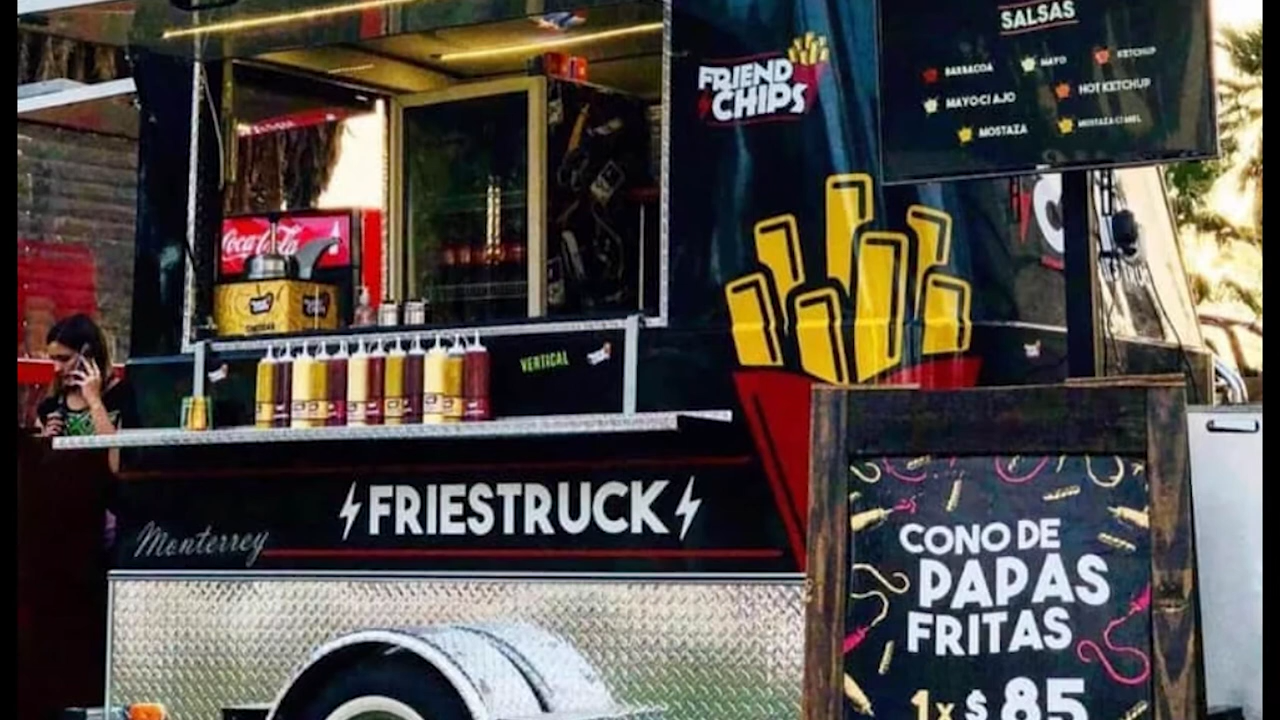 SALSAS
BARBACOA
MAYO
KETCHUP
MAYO C/ AJO
HOT KETCHUP
MOSTAZA
MOSTAZA C/ MIEL
FRIEND
CHIPS
Coca-Cola
VERTICAL
FRIESTRUCK
Monterrey
CONO DE
PAPAS
FRITAS
1x $85